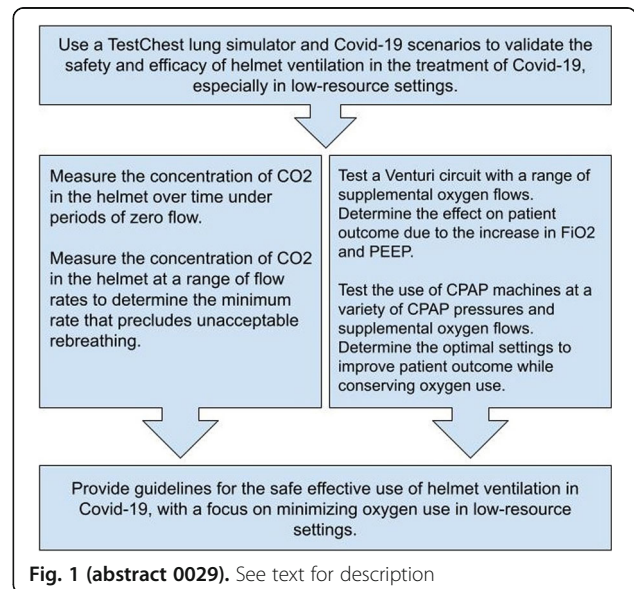 Use a TestChest lung simulator and Covid-19 scenarios to validate the
safety and efficacy of helmet ventilation in the treatment of Covid-19,
especially in low-resource settings.
Measure the concentration of CO2
in the helmet over time under
periods of zero flow.
Measure the concentration of CO2
in the helmet at a range of flow
rates to determine the minimum
rate that precludes unacceptable
rebreathing.
Test a Venturi circuit with a range of
supplemental oxygen flows.
Determine the effect on patient
outcome due to the increase in FiO2
and PEEP.
Test the use of CPAP machines at a
variety of CPAP pressures and
supplemental oxygen flows.
Determine the optimal settings to
improve patient outcome while
conserving oxygen use.
Provide guidelines for the safe effective use of helmet ventilation in
Covid-19, with a focus on minimizing oxygen use in low-resource
settings.
Fig. 1 (abstract 0029). See text for description